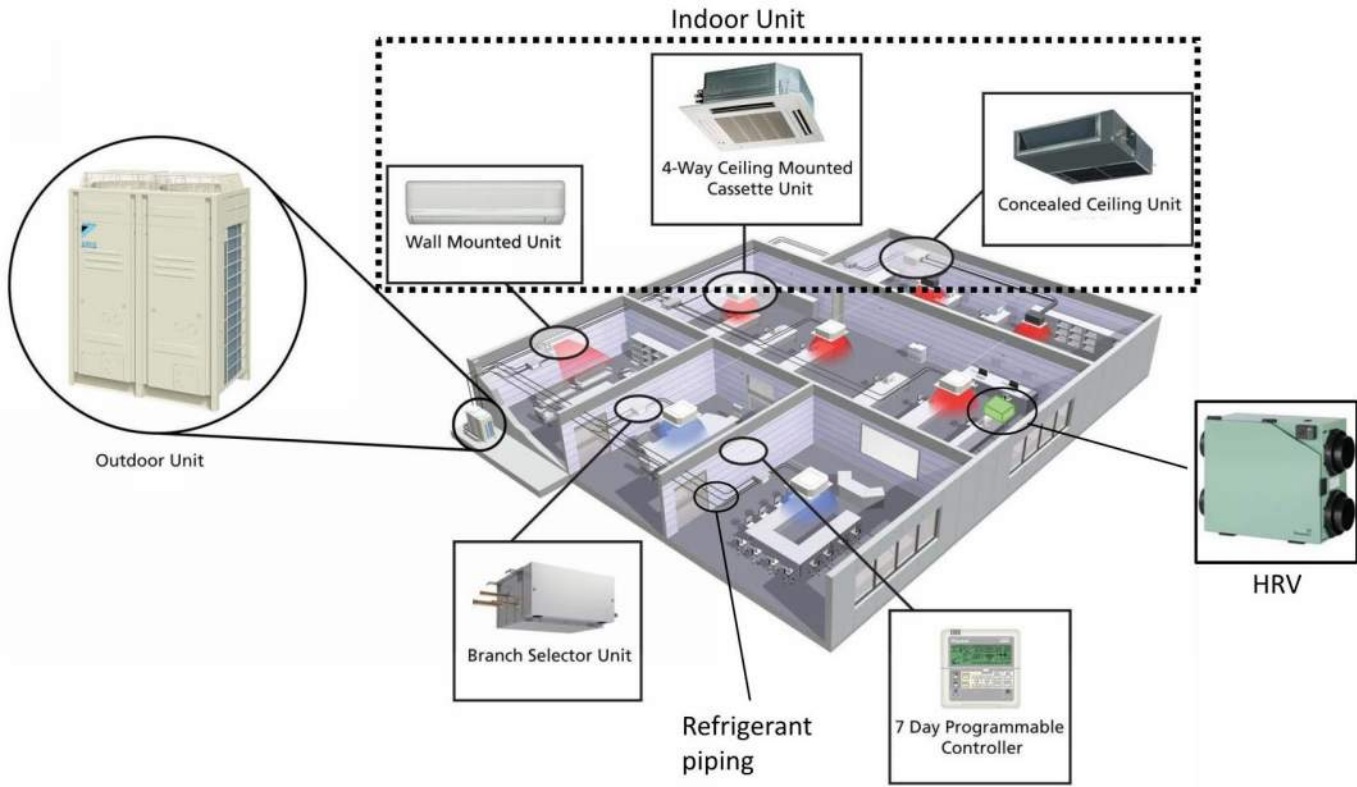 Indoor Unit
4-Way Ceiling Mounted
Cassette Unit
Concealed Ceiling Unit
Wall Mounted Unit
Outdoor Unit
HRV
Branch Selector Unit
7 Day Programmable
Controller
Refrigerant
piping